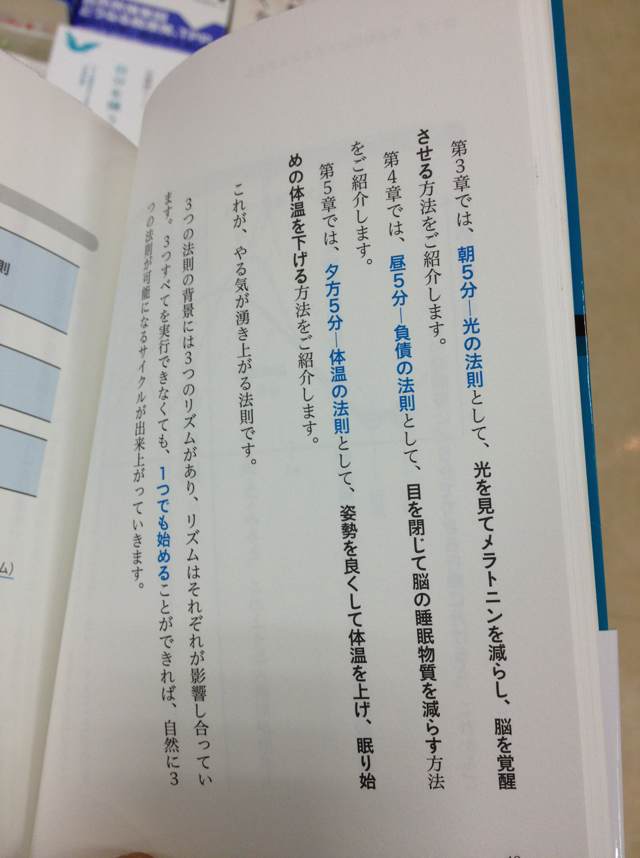 第3章では、朝5分―光の法則として、光を見てメラトニンを減らし、脳を覚醒
させる方法をご紹介します。
第4章では、昼5分―負債の法則として、目を閉じて脳の睡眠物質を減らす方法
をご紹介します。
第5章では、夕方5分―体温の法則として、姿勢を良くして体温を上げ、眠り始
めの体温を下げる方法をご紹介します。
これが、やる気が湧き上がる法則です。
3つの法則の背景には3つのリズムがあり、リズムはそれぞれが影響し合ってい
ます。3つすべてを実行できなくても、1つでも始めることができれば、自然に3
つの法則が可能になるサイクルが出来上がっていきます。
則
ム)